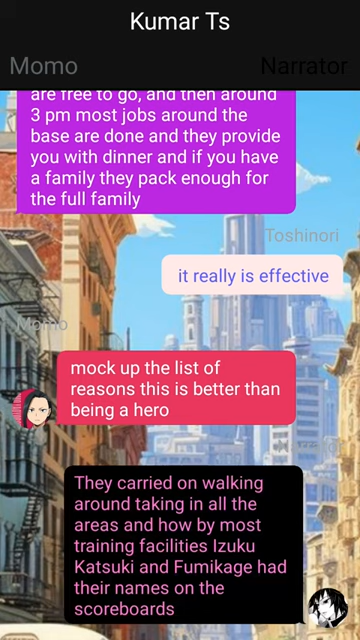 Kumar Ts
Momo
Narrator
are free to go, and then around
3 pm most jobs around the
base are done and they provide
you with dinner and if you have
a family they pack enough for
the full family
Toshinori
it really is effective
Momo
mock up the list of
reasons this is better than
being a hero
They carried on walking
around taking in all the
areas and how by most
training facilities Izuku
Katsuki and Fumikage had
their names on the
scoreboards